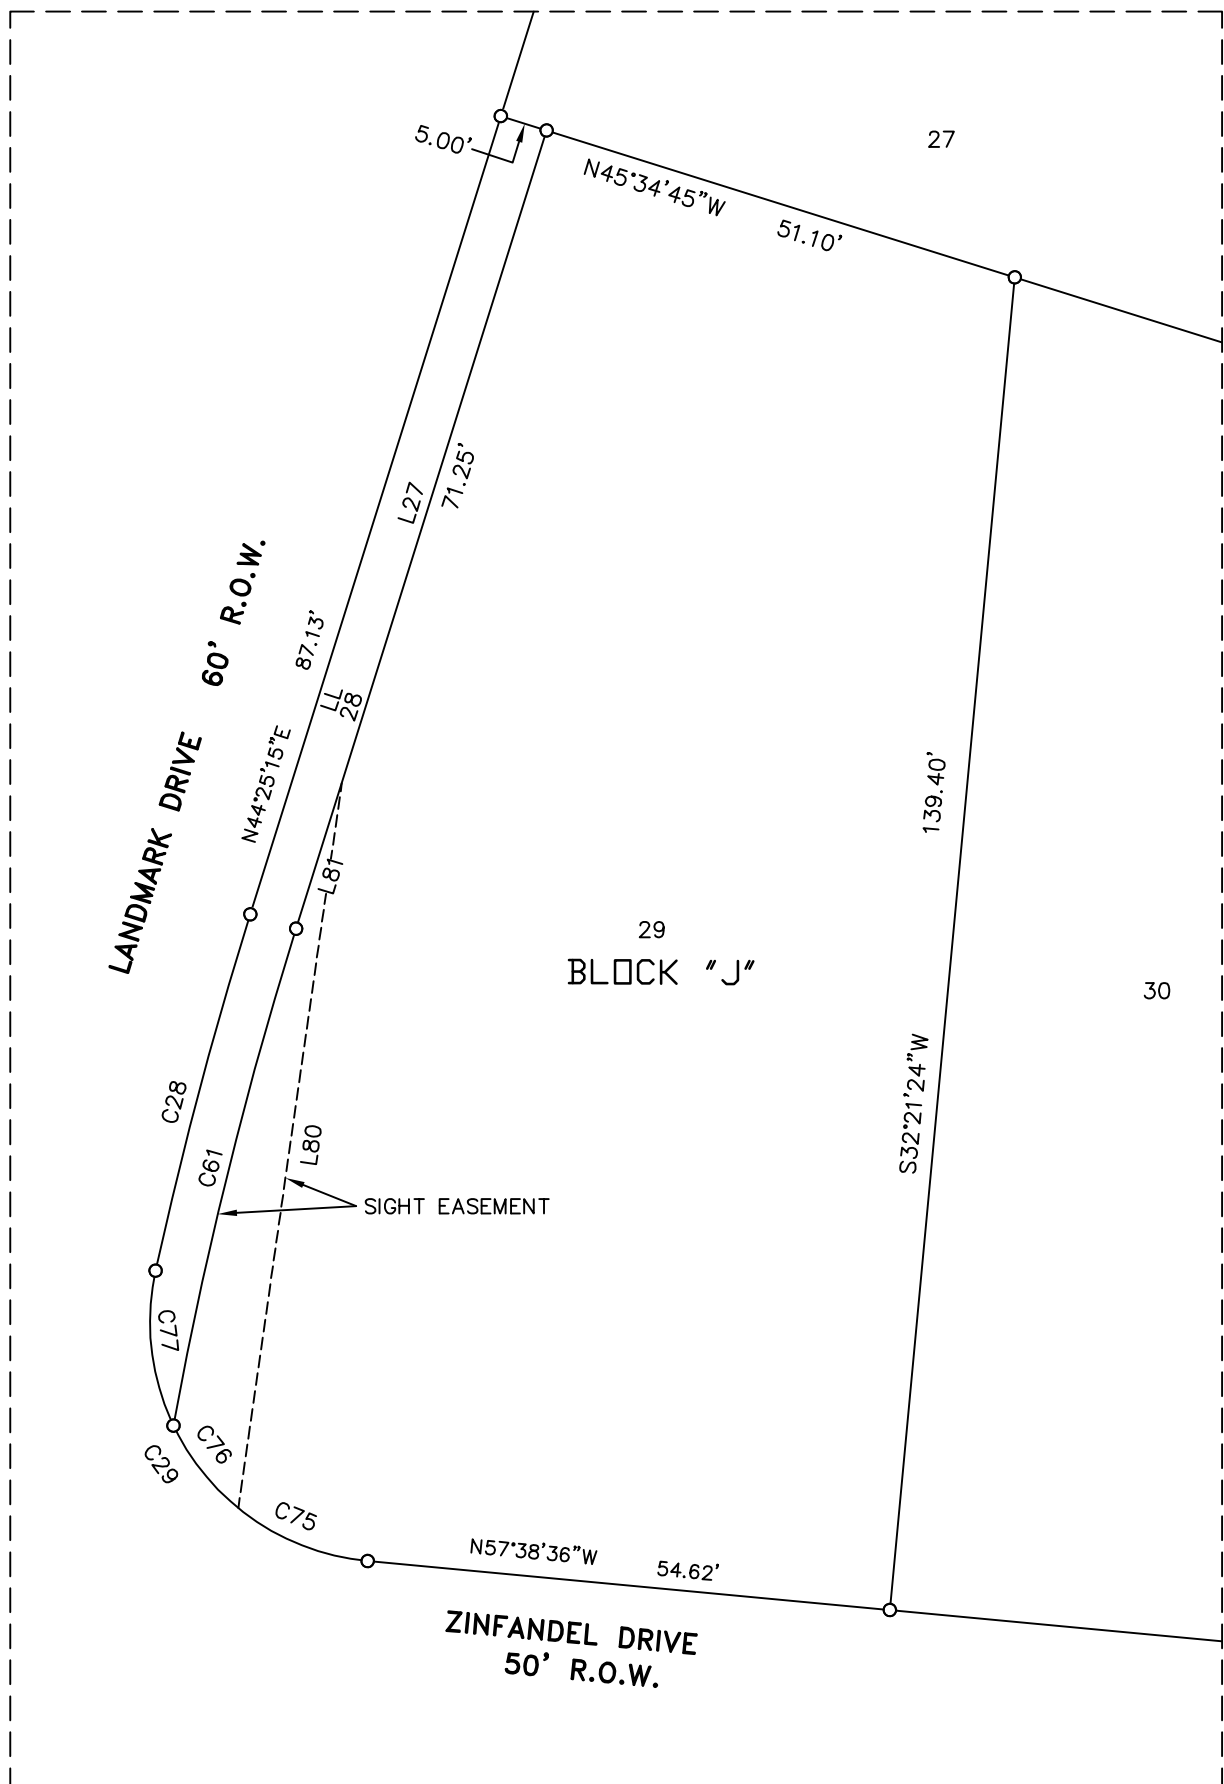 27
5.00'
N45°34'45"W 51.10'
L27
71.25'
LANDMARK DRIVE 60' R.O.W.
N44°25'15"E 87.13'
LL
28
L81
139.40'
S32°21'24"W
29
BLOCK "J"
30
C28
C61
L80
SIGHT EASEMENT
C77
C76
C29
C75
N57°38'36"W 54.62'
ZINFANDEL DRIVE
50' R.O.W.